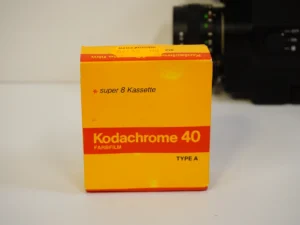 super 8 Kassette
Kodachrome 40
FARBFILM
TYPE A